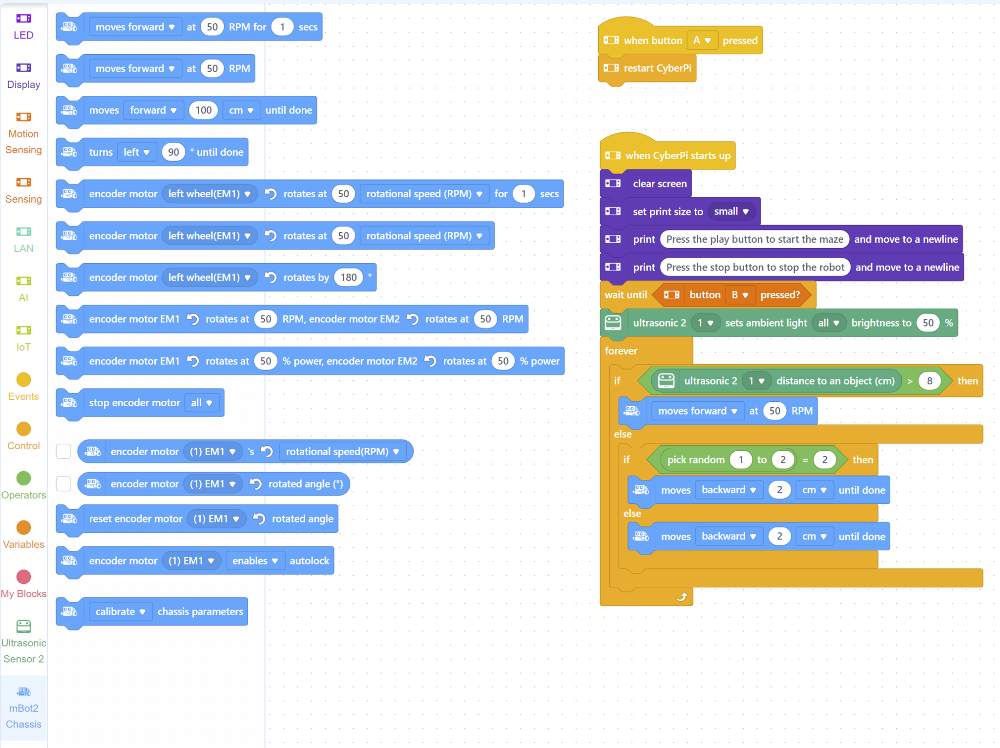 LED
Display
Motion
Sensing
Sensing
LAN
AI
IoT
Events
Control
Operators
Variables
My Blocks
Ultrasonic
Sensor 2
mBot2
Chassis
moves forward at 50 RPM for 1 secs
moves forward at 50 RPM
moves forward 100 cm until done
turns left 90 ° until done
encoder motor left wheel(EM1) rotates at 50 rotational speed (RPM) for 1 secs
encoder motor left wheel(EM1) rotates at 50 rotational speed (RPM)
encoder motor left wheel(EM1) rotates by 180 °
encoder motor EM1 rotates at 50 RPM, encoder motor EM2 rotates at 50 RPM
encoder motor EM1 rotates at 50 % power, encoder motor EM2 rotates at 50 % power
stop encoder motor all
encoder motor (1) EM1 's rotational speed(RPM)
encoder motor (1) EM1 rotated angle (°)
reset encoder motor (1) EM1 rotated angle
encoder motor (1) EM1 enables autolock
calibrate chassis parameters
when button A pressed
restart CyberPi
when CyberPi starts up
clear screen
set print size to small
print Press the play button to start the maze and move to a newline
print Press the stop button to stop the robot and move to a newline
wait until button B pressed?
ultrasonic 2 1 sets ambient light all brightness to 50 %
forever
if ultrasonic 2 1 distance to an object (cm) > 8 then
moves forward at 50 RPM
else
if pick random 1 to 2 = 2 then
moves backward 2 cm until done
else
moves backward 2 cm until done